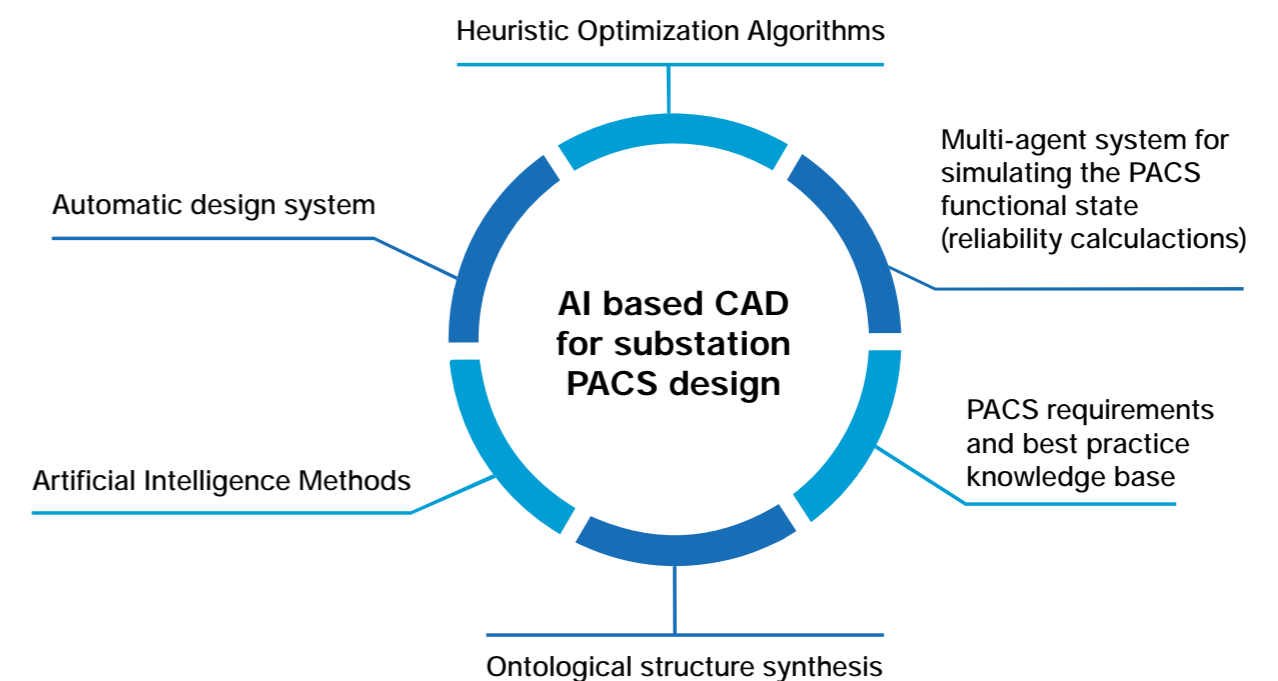 Heuristic Optimization Algorithms
Multi-agent system for
simulating the PACS
functional state
(reliability calculactions)
Automatic design system
AI based CAD
for substation
PACS design
PACS requirements
and best practice
knowledge base
Artificial Intelligence Methods
Ontological structure synthesis